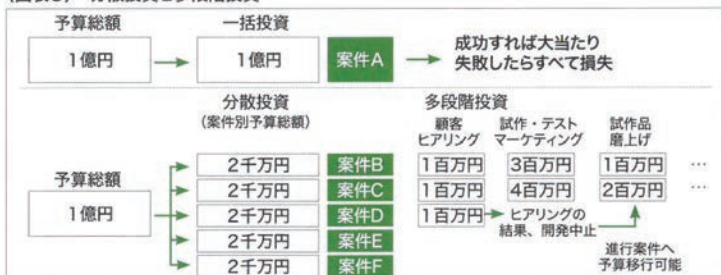 予算総額 一括投資
1億円 1億円 案件A 成功すれば大当たり
失敗したらすべて損失
分散投資 多段階投資
(案件別予算総額) 顧客 試作・テスト 試作品
ヒアリング マーケティング 磨上げ
予算総額 2千万円 案件B 1百万円 3百万円 1百万円 …
1億円 2千万円 案件C 1百万円 4百万円 2百万円 …
2千万円 案件D 1百万円 ヒアリングの
結果、開発中止
2千万円 案件E 進行案件へ
2千万円 案件F 予算移行可能